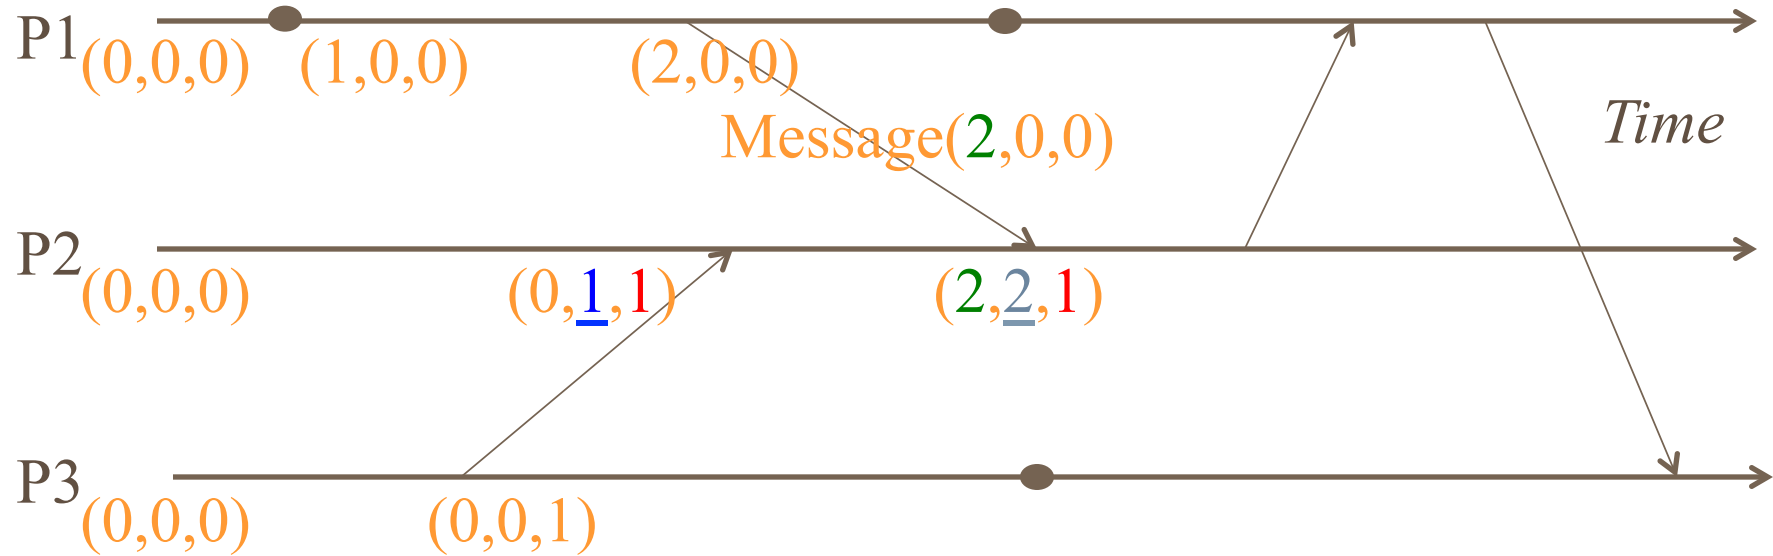 P1
(0,0,0) (1,0,0) (2,0,0)
Message(2,0,0)
Time
P2
(0,0,0) (0,1,1) (2,2,1)
P3
(0,0,0) (0,0,1)